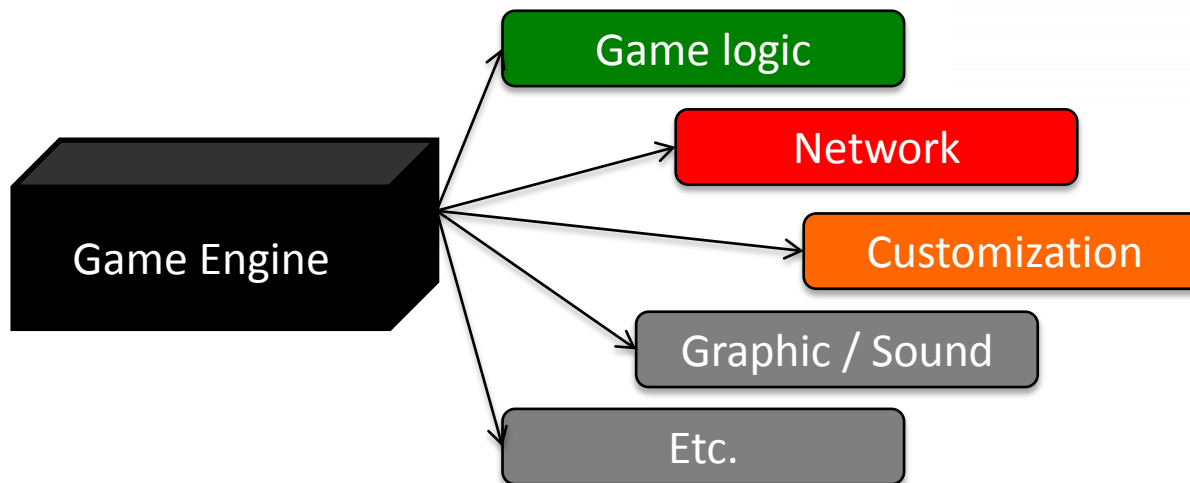 Game logic
Network
Game Engine
Customization
Graphic / Sound
Etc.